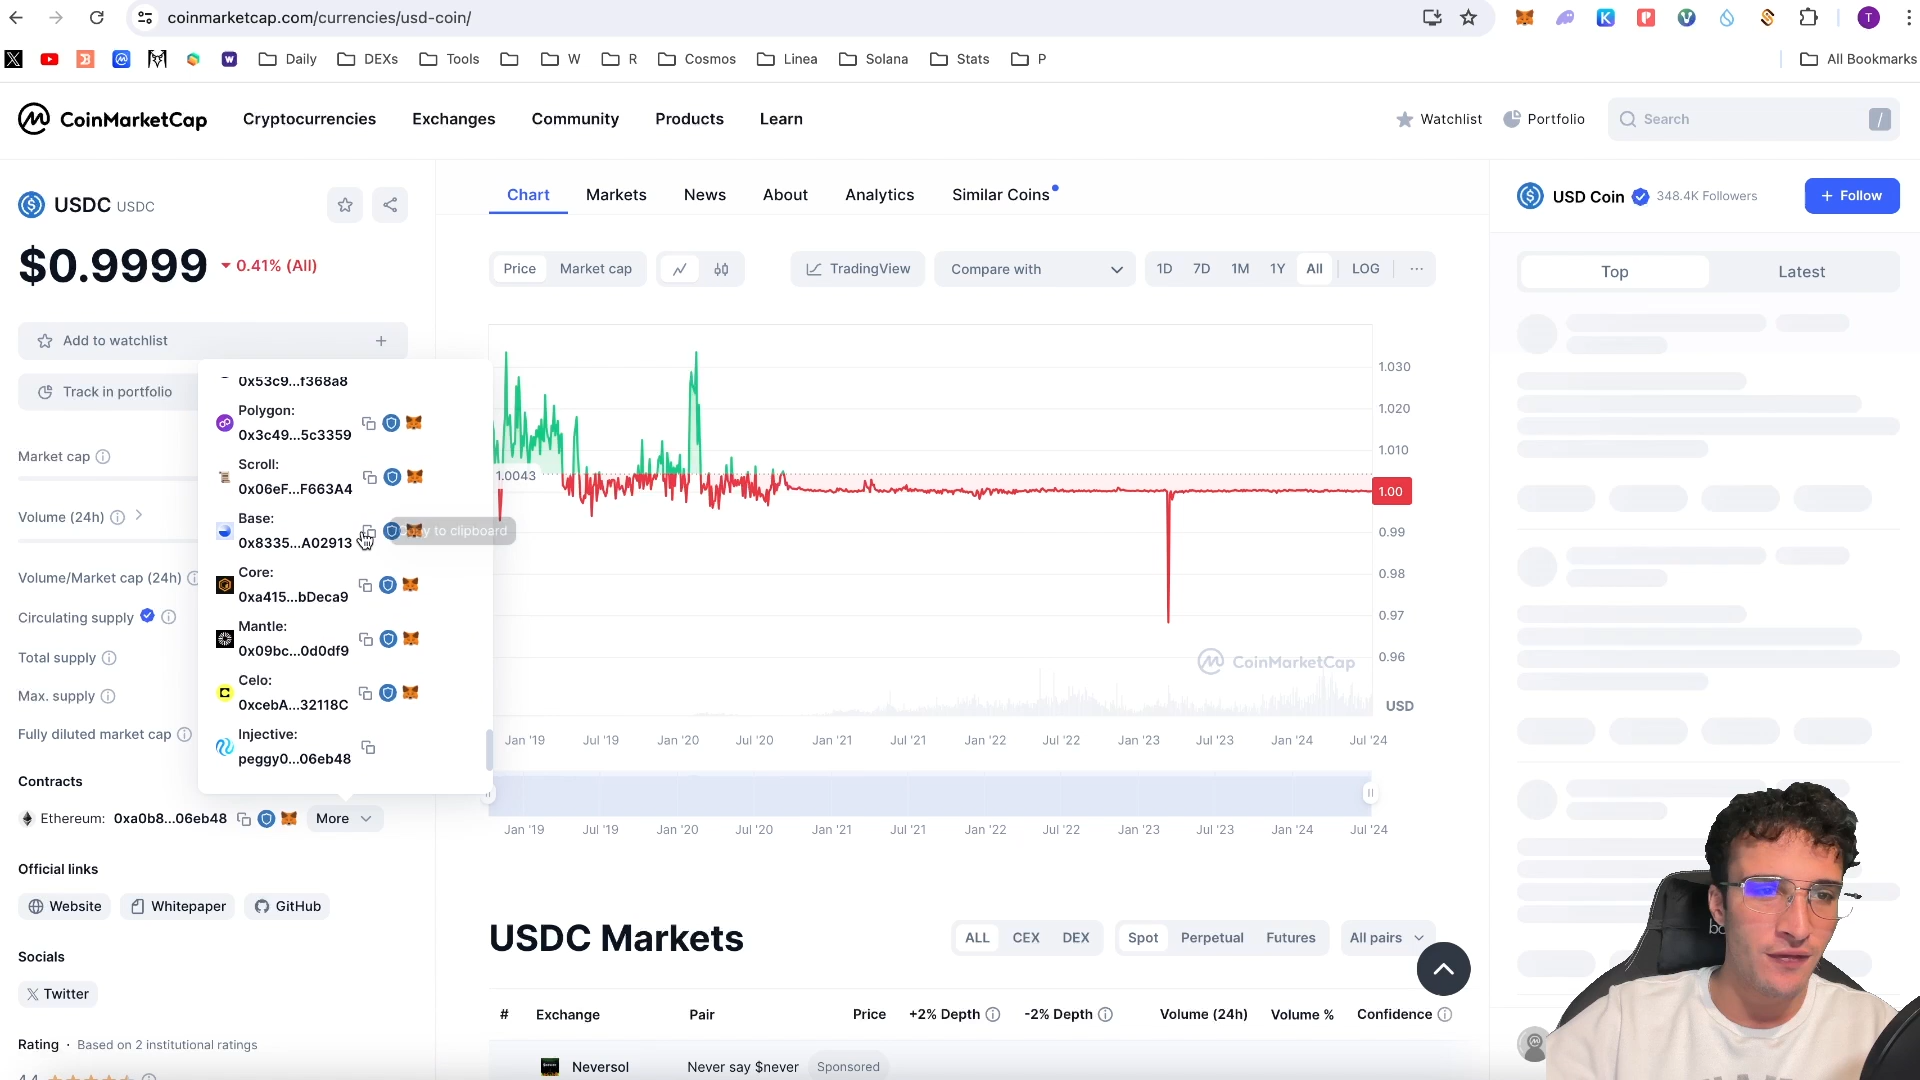 coinmarketcap.com/currencies/usd-coin/
T
Daily
DEXs
Tools
W
R
Cosmos
Linea
Solana
Stats
P
All Bookmarks
CoinMarketCap
Cryptocurrencies
Exchanges
Community
Products
Learn
Watchlist
Portfolio
Search
/
USDC USDC
$0.9999
0.41% (All)
Add to watchlist
+
Track in portfolio
Market cap
Volume (24h)
Volume/Market cap (24h)
Circulating supply
Total supply
Max. supply
Fully diluted market cap
0x53c9...f368a8
Polygon:
0x3c49...5c3359
Scroll:
0x06eF...F663A4
Base:
0x8335...A02913
to clipboard
Core:
0xa415...bDeca9
Mantle:
0x09bc...0d0df9
Celo:
0xcebA...32118C
Injective:
peggy0...06eb48
Contracts
Ethereum: 0xa0b8...06eb48
More
Official links
Website
Whitepaper
GitHub
Socials
Twitter
Rating · Based on 2 institutional ratings
4.4
Chart
Markets
News
About
Analytics
Similar Coins
Price
Market cap
TradingView
Compare with
1D
7D
1M
1Y
All
LOG
1.030
1.020
1.010
1.0043
1.00
0.99
0.98
0.97
0.96
CoinMarketCap
USD
Jan '19
Jul '19
Jan '20
Jul '20
Jan '21
Jul '21
Jan '22
Jul '22
Jan '23
Jul '23
Jan '24
Jul '24
Jan '19
Jul '19
Jan '20
Jul '20
Jan '21
Jul '21
Jan '22
Jul '22
Jan '23
Jul '23
Jan '24
Jul '24
USDC Markets
ALL
CEX
DEX
Spot
Perpetual
Futures
All pairs
#
Exchange
Pair
Price
+2% Depth
-2% Depth
Volume (24h)
Volume %
Confidence
Neversol
Never say $never
Sponsored
USD Coin
348.4K Followers
+ Follow
Top
Latest